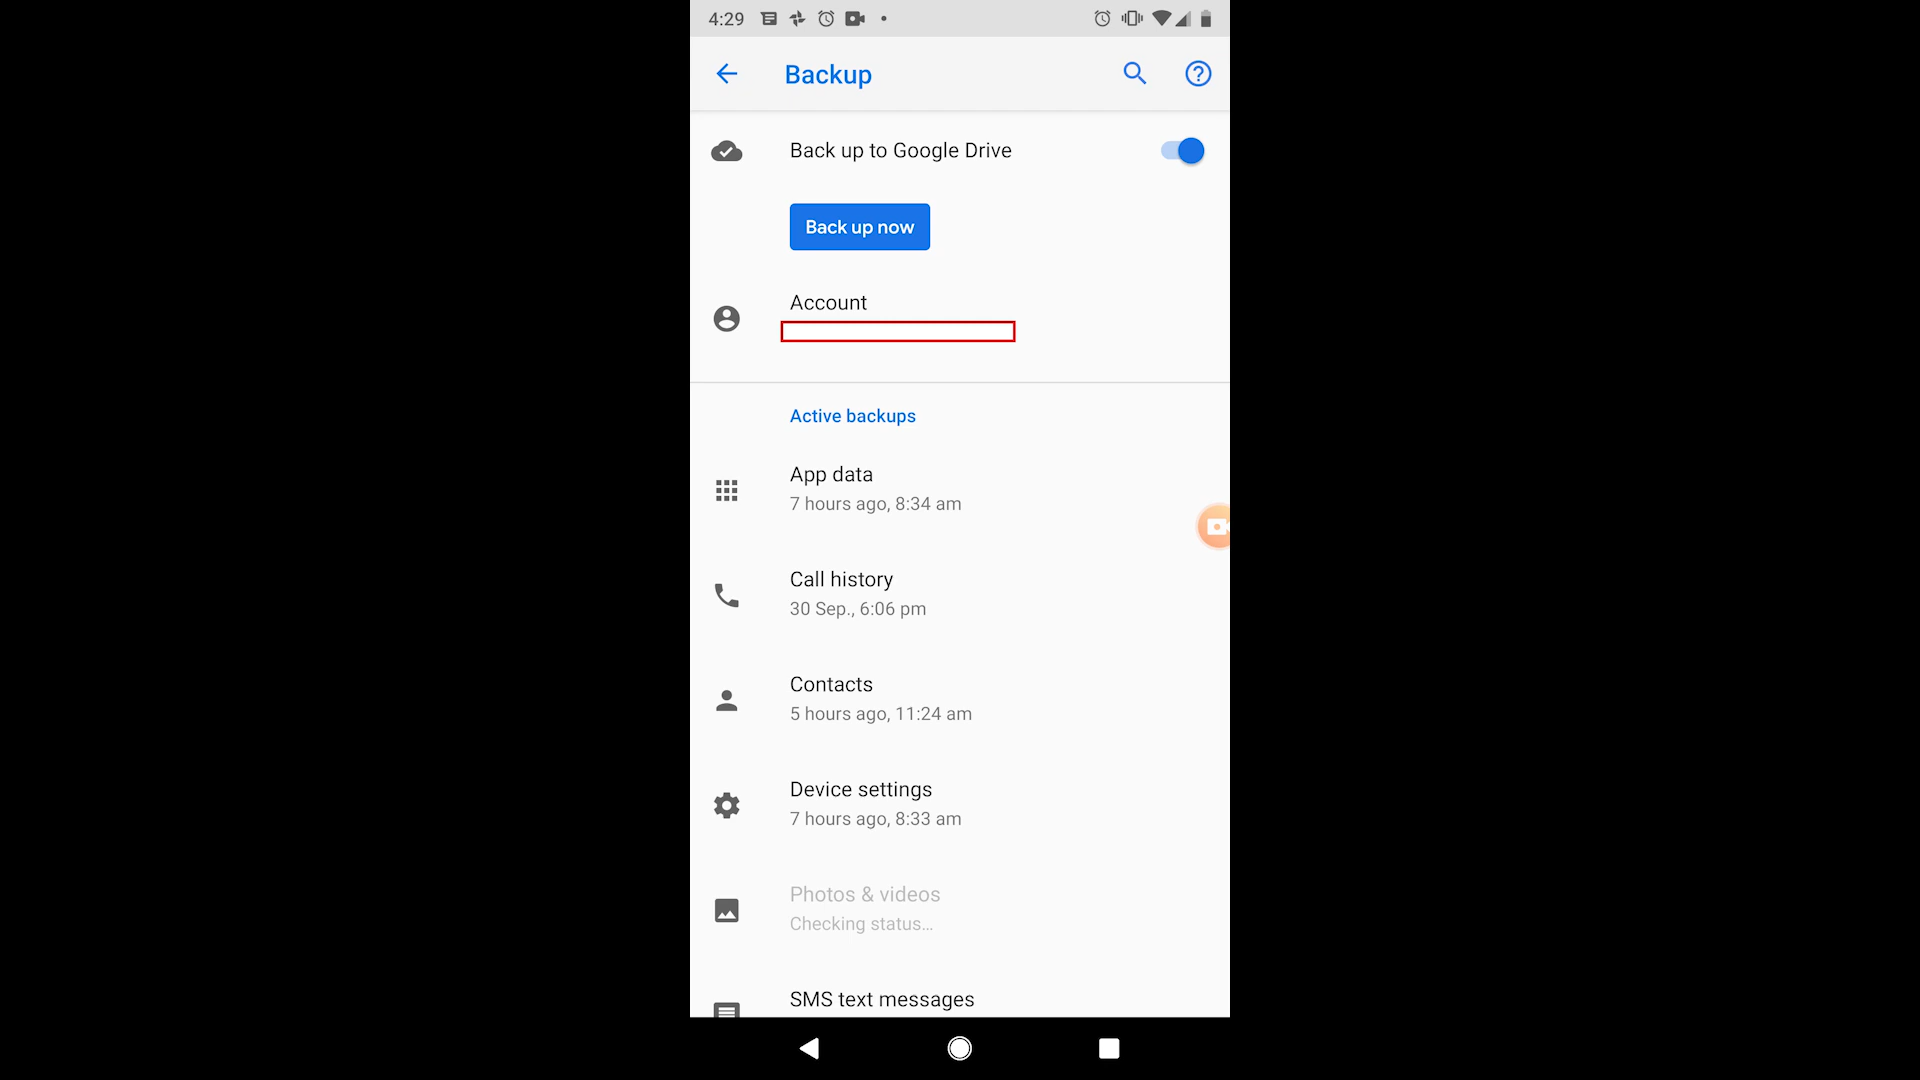 4:29
Backup
Back up to Google Drive
Back up now
Account
Active backups
App data
7 hours ago, 8:34 am
Call history
30 Sep., 6:06 pm
Contacts
5 hours ago, 11:24 am
Device settings
7 hours ago, 8:33 am
Photos & videos
Checking status...
SMS text messages